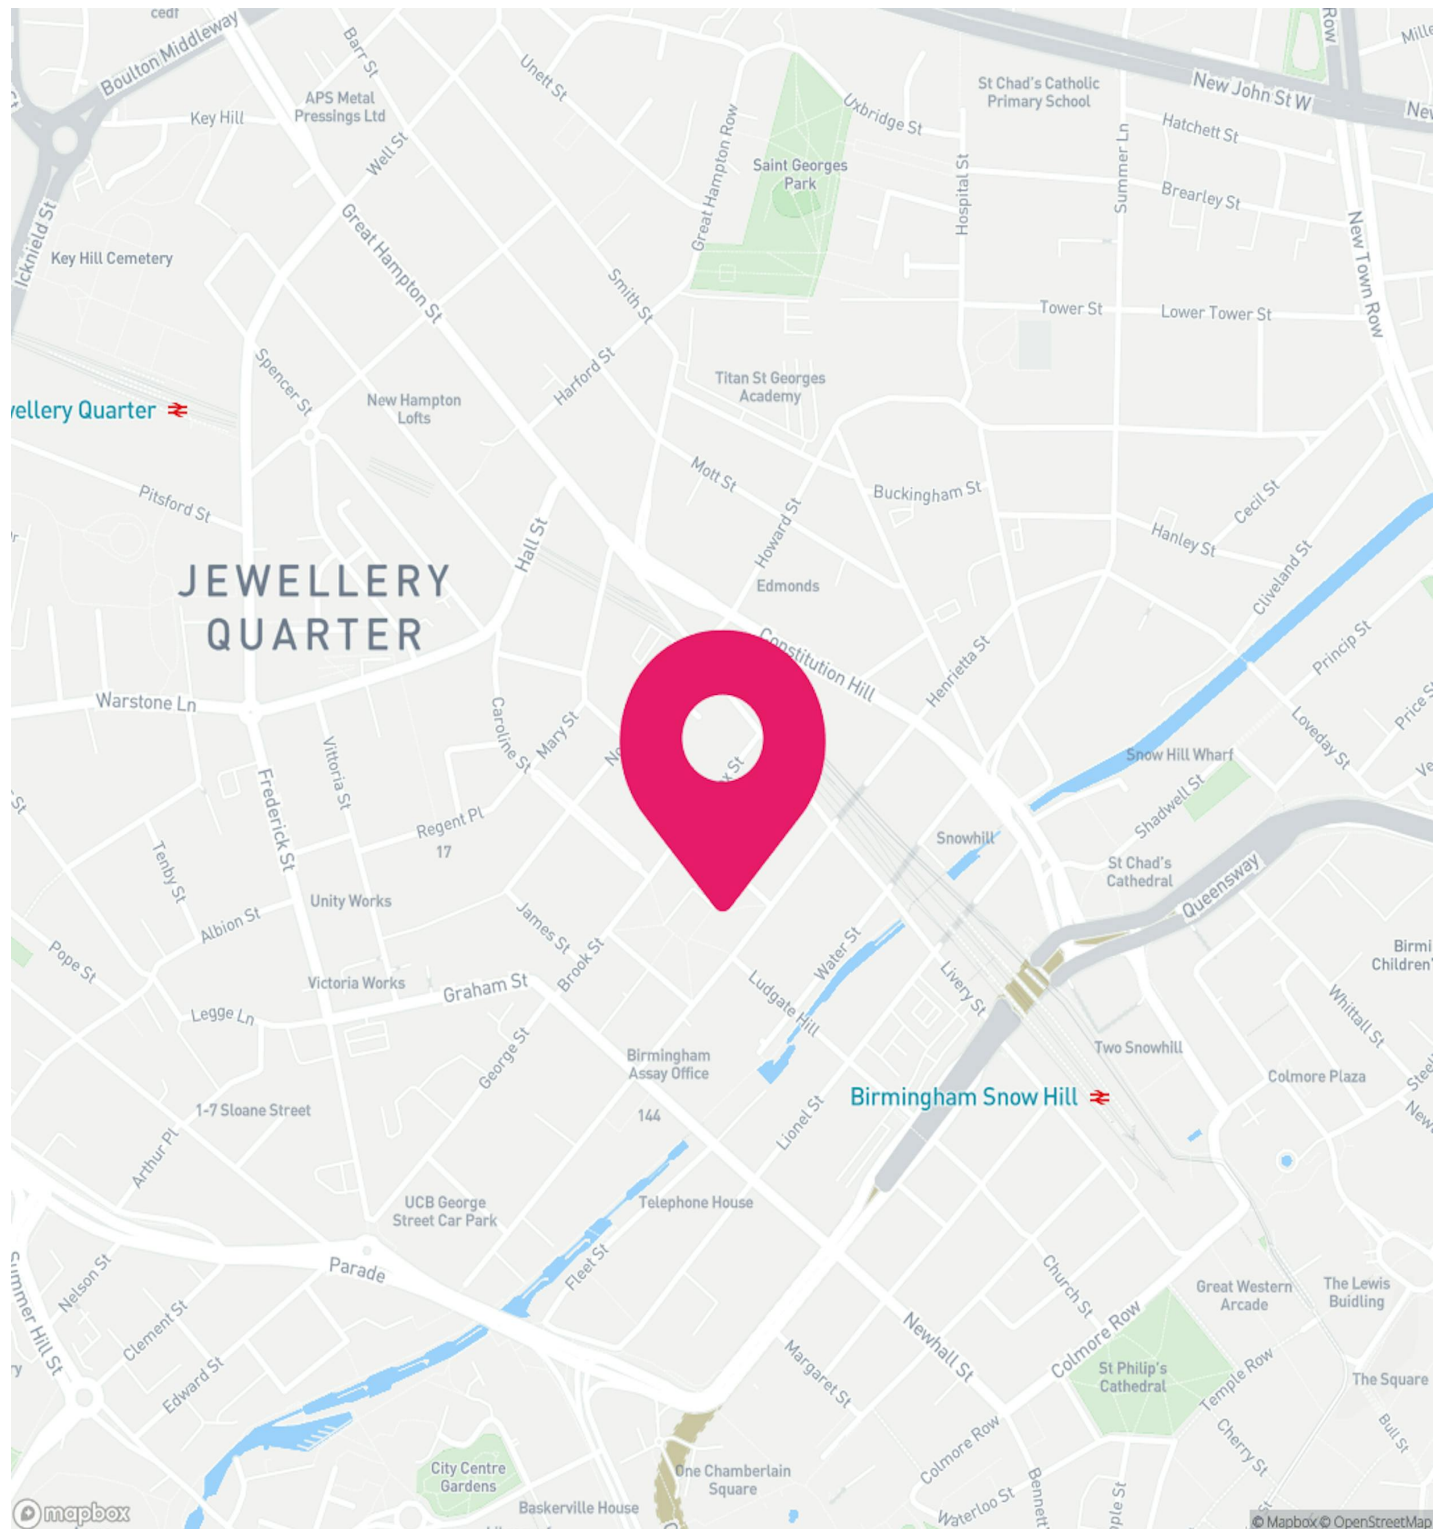 cedf
Boulton Middleway
Barr St
APS Metal
Pressings Ltd
Key Hill
Well St
Unett St
Great Hampton Row
Saint Georges
Park
Uxbridge St
St Chad's Catholic
Primary School
New John St W
Row
Hatchett St
Hospital St
Summer Ln
Brearley St
New Town Row
Icknield St
Key Hill Cemetery
Great Hampton St
Smith St
Tower St
Lower Tower St
Spencer St
Harford St
New Hampton
Lofts
Titan St Georges
Academy
vellery Quarter
Pitsford St
Mott St
Buckingham St
Howard St
Cecil St
Hanley St
Hall St
Cliveland St
JEWELLERY
QUARTER
Edmonds
Constitution Hill
Henrietta St
Princip St
Price St
Loveday St
Warstone Ln
Caroline St
Mary St
Vittoria St
Frederick St
Snow Hill Wharf
Shadwell St
Regent Pl
17
Snowhill
St Chad's
Cathedral
Queensway
Tenby St
Unity Works
Albion St
James St
Brook St
Water St
Livery St
Birmi
Children'
Pope St
Victoria Works
Graham St
Legge Ln
Ludgate Hill
Whittall St
George St
Birmingham
Assay Office
Two Snowhill
Colmore Plaza
1-7 Sloane Street
144
Birmingham Snow Hill
Lionel St
Arthur Pl
UCB George
Street Car Park
Telephone House
Parade
Fleet St
Nelson St
Summer Hill St
Clement St
Edward St
Church St
Colmore Row
Great Western
Arcade
The Lewis
Buidling
Newhall St
Margaret St
St Philip's
Cathedral
Temple Row
The Square
Cherry St
Bull St
Colmore Row
City Centre
Gardens
One Chamberlain
Square
Baskerville House
Waterloo St
Bennett
mapbox
© Mapbox © OpenStreetMap